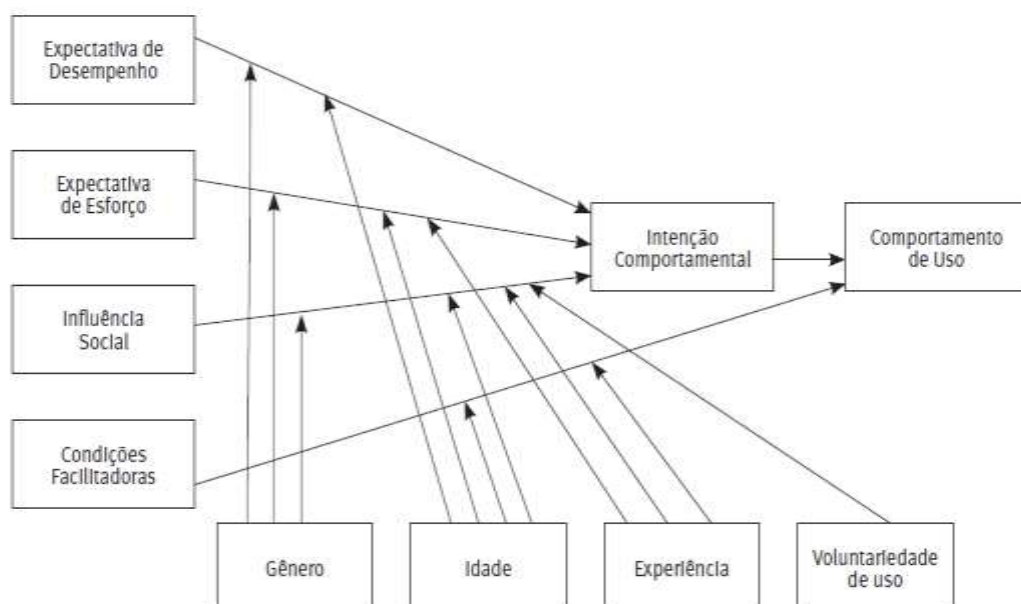 Expectativa de
Desempenho
Expectativa
de Esforço
Intenção
Comportamental
Comportamento
de Uso
Influência
Social
Condições
Facilitadoras
Gênero
Idade
Experiência
Voluntariedade
de uso